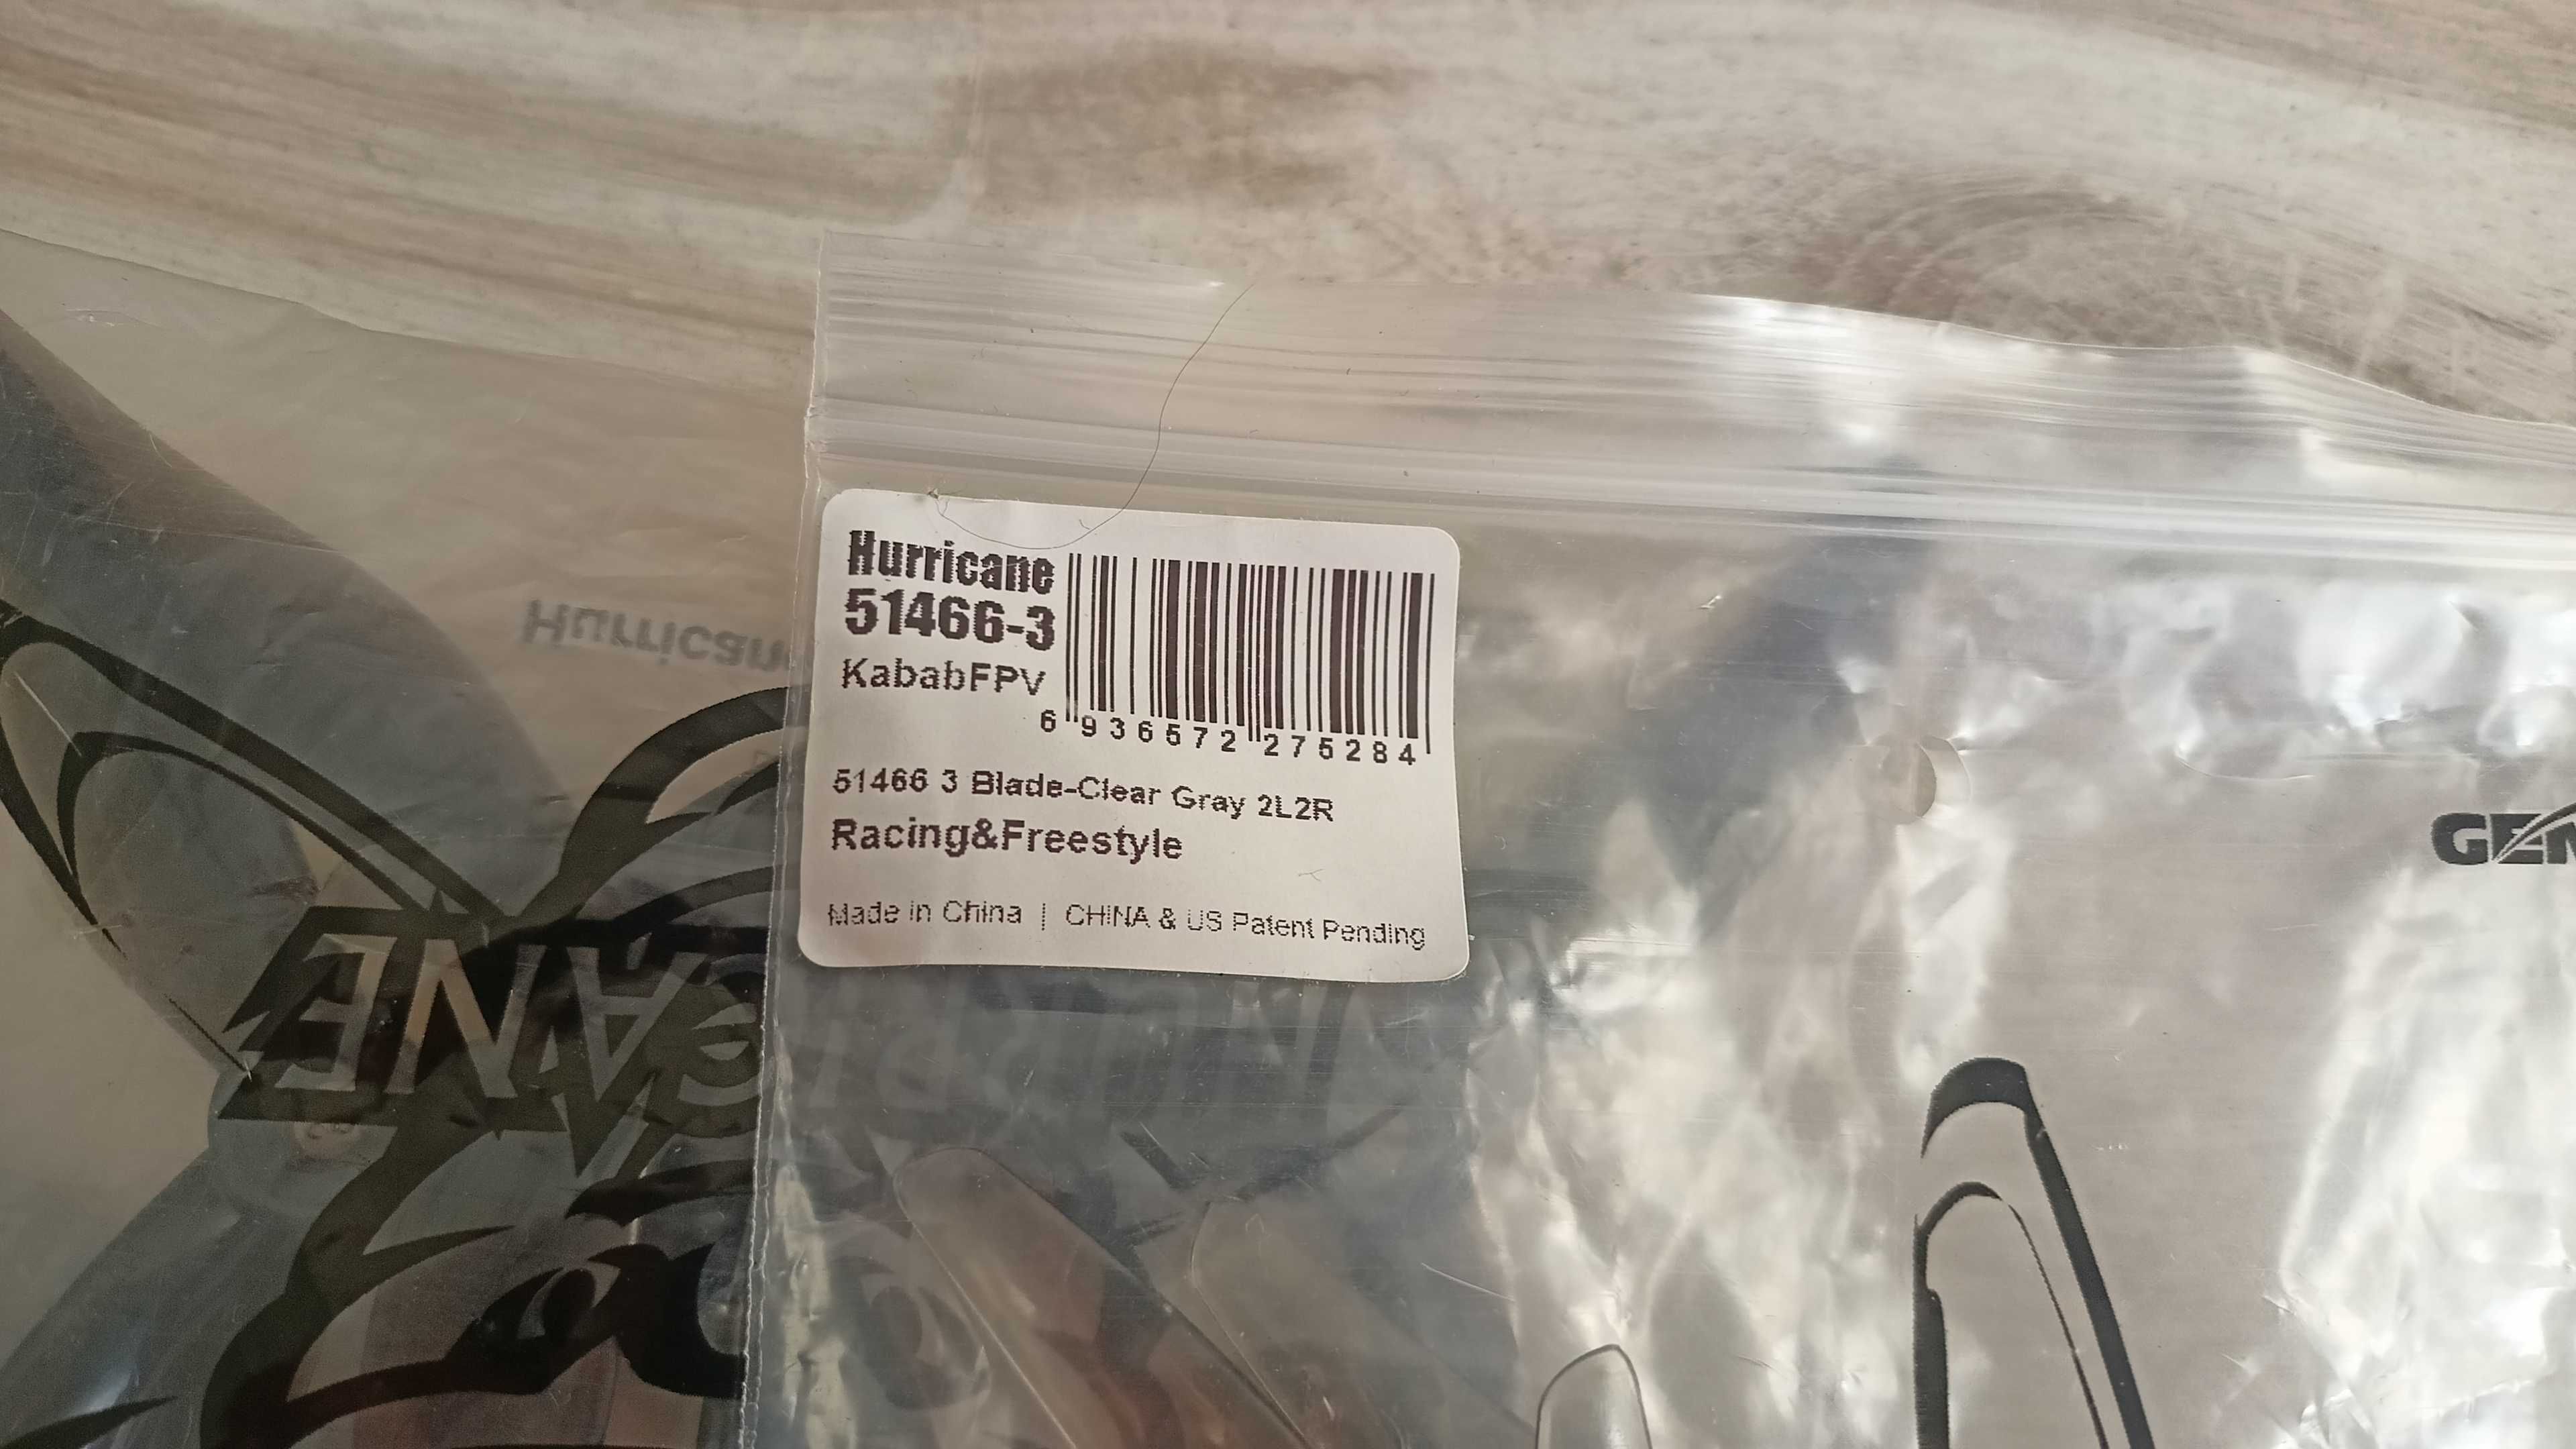 Hurricane
51466-3
KababFPV
6 936572 275284
51466 3 Blade-Clear Gray 2L2R
Racing&Freestyle
Made in China | CHINA & US Patent Pending